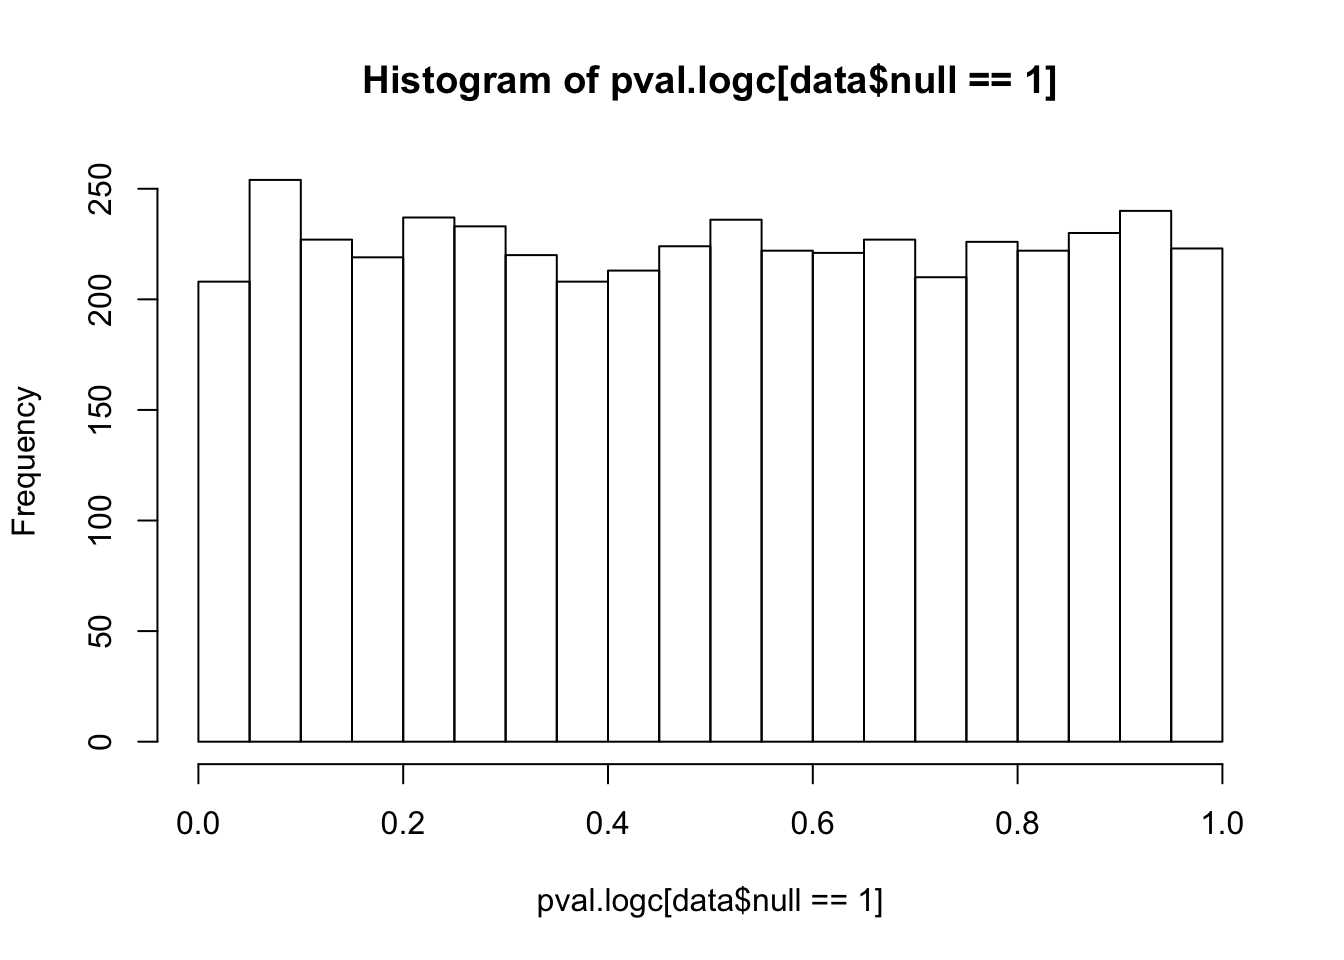 Histogram of pval.logc[data$null == 1]
Frequency
250
200
150
100
50
0
0.0 0.2 0.4 0.6 0.8 1.0
pval.logc[data$null == 1]